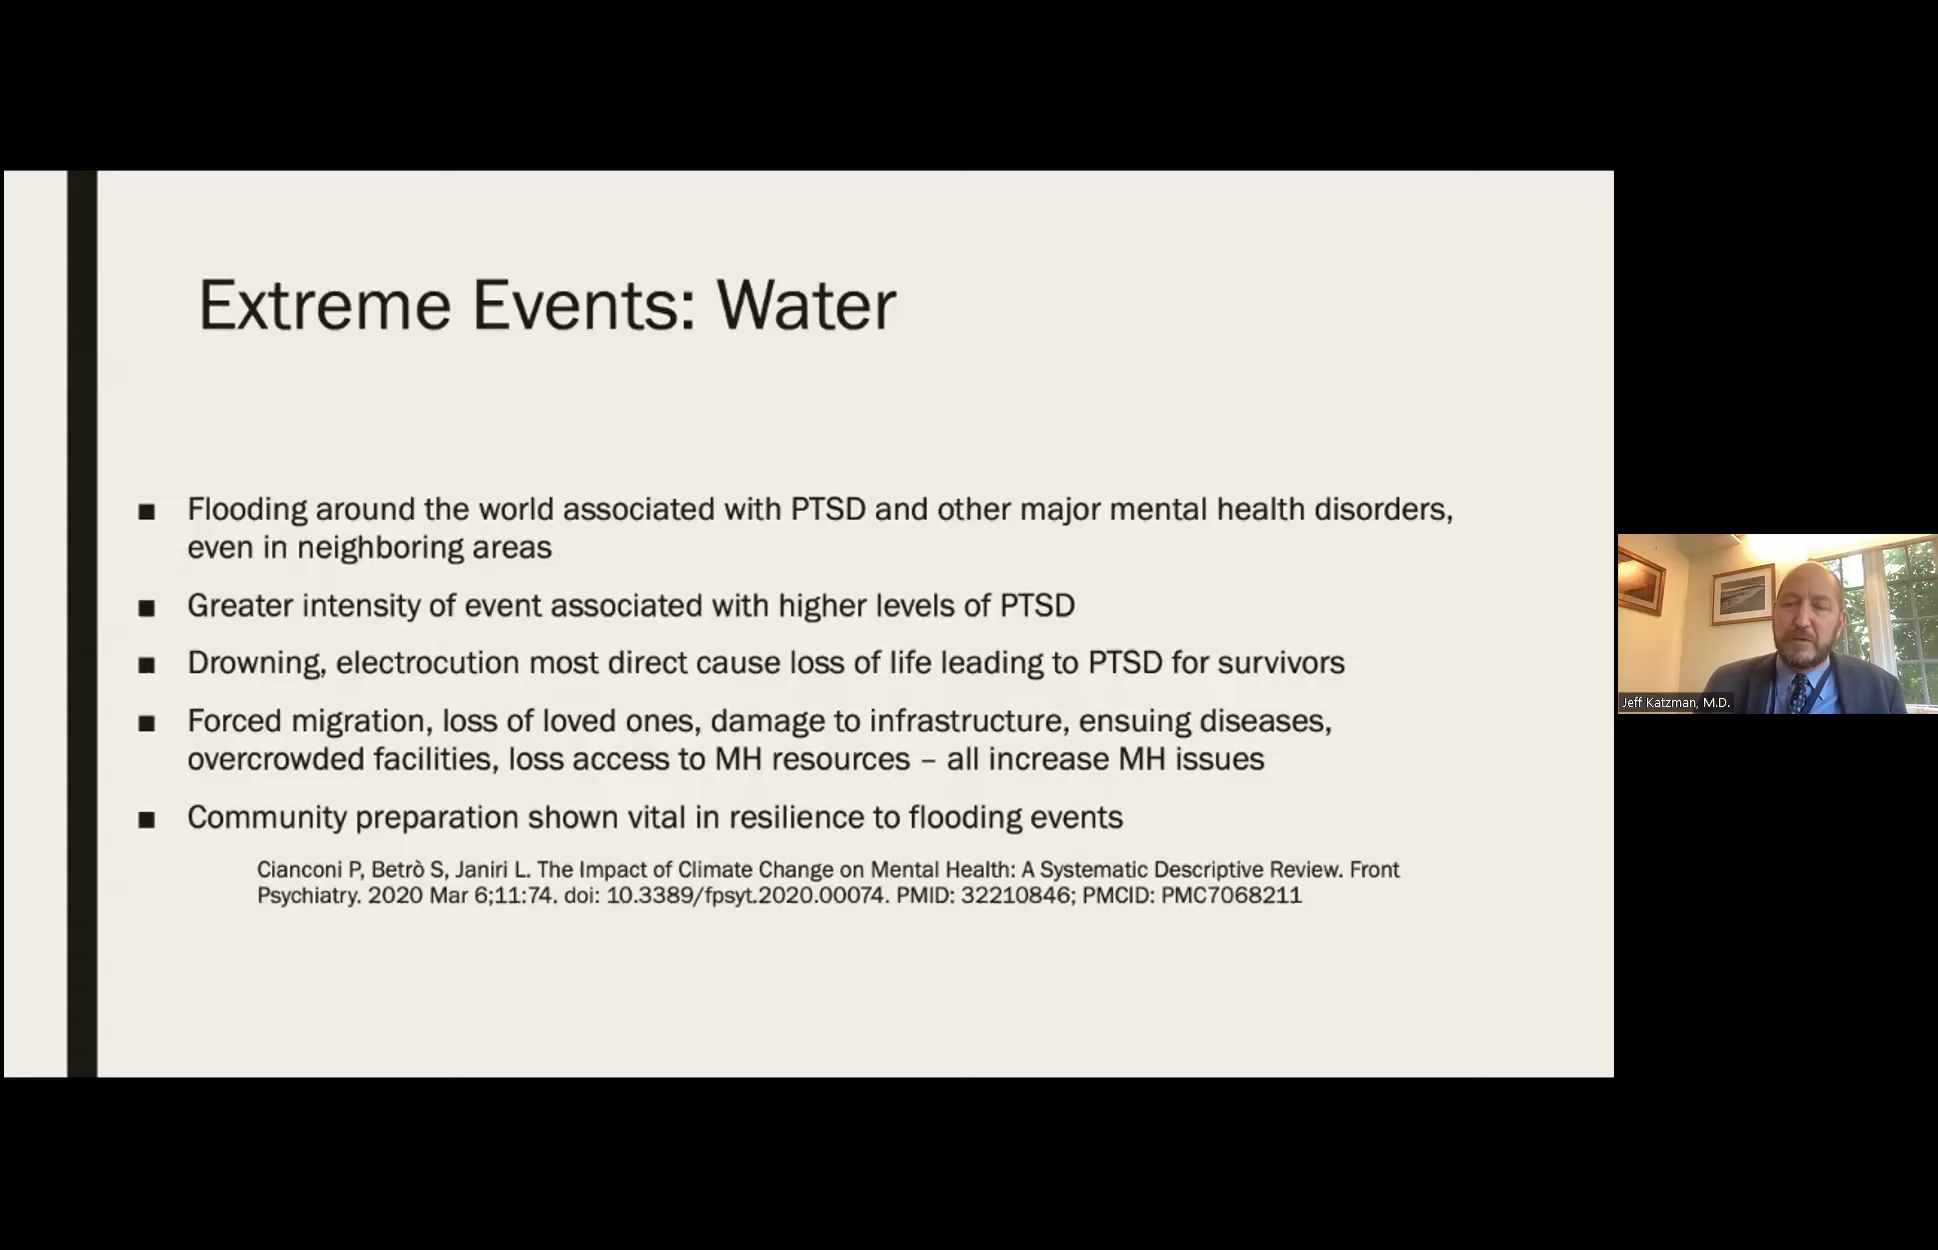 Extreme Events: Water
■ Flooding around the world associated with PTSD and other major mental health disorders,
even in neighboring areas
■ Greater intensity of event associated with higher levels of PTSD
■ Drowning, electrocution most direct cause loss of life leading to PTSD for survivors
■ Forced migration, loss of loved ones, damage to infrastructure, ensuing diseases,
overcrowded facilities, loss access to MH resources – all increase MH issues
■ Community preparation shown vital in resilience to flooding events
Cianconi P, Betrò S, Janiri L. The Impact of Climate Change on Mental Health: A Systematic Descriptive Review. Front
Psychiatry. 2020 Mar 6;11:74. doi: 10.3389/fpsyt.2020.00074. PMID: 32210846; PMCID: PMC7068211
Jeff Katzman, M.D.